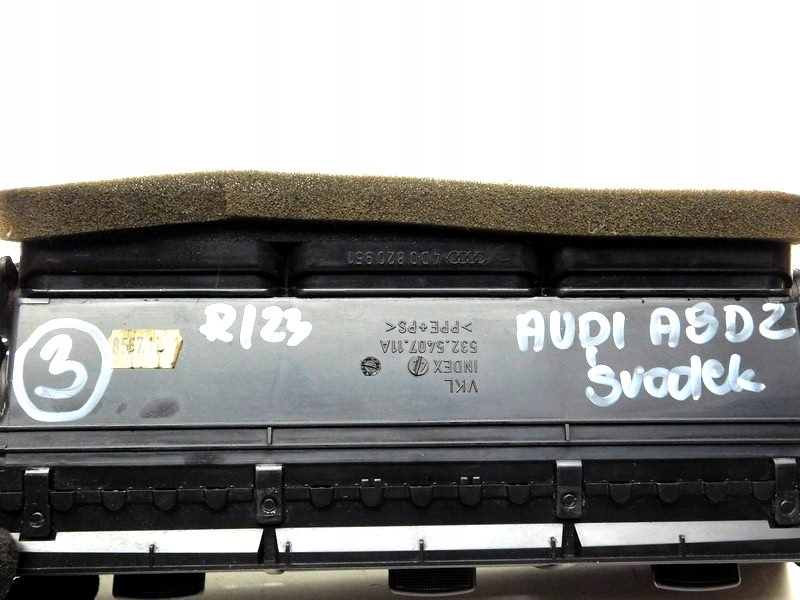 4D0 820 951
VKL
INDEX
532.5407.11A
>PPE+PS<
3
R/23
AUDI A8D2
środek